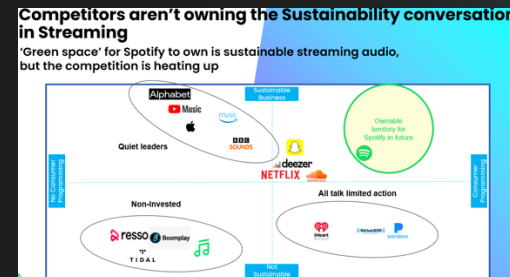 Competitors aren't owning the Sustainability conversation
in Streaming
'Green space' for Spotify to own is sustainable streaming audio,
but the competition is heating up
Sustainable
Business
Alphabet
Music
music
BBC
SOUNDS
Quiet leaders
Ownable
territory for
Spotify in future
deezer
NETFLIX
SOUNDCLOUD
No Consumer
Programming
Consumer
Programming
Non-Invested
All talk limited action
resso
Boomplay
TIDAL
iHeart
SiriusXM
pandora
Not
Sustainable